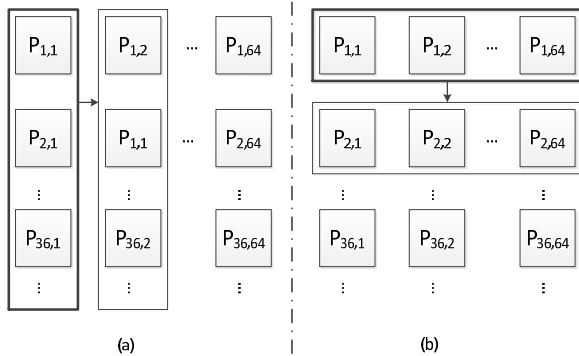 P1,1 P1,2 ... P1,64 P1,1 P1,2 ... P1,64
P2,1 P1,1 ... P2,64 P2,1 P2,2 ... P2,64
⋮ ⋮ ⋮ ⋮ ⋮ ⋮
P36,1 P36,2 P36,64 P36,1 P36,2 P36,64
⋮ ⋮ ⋮ ⋮ ⋮ ⋮
(a) (b)